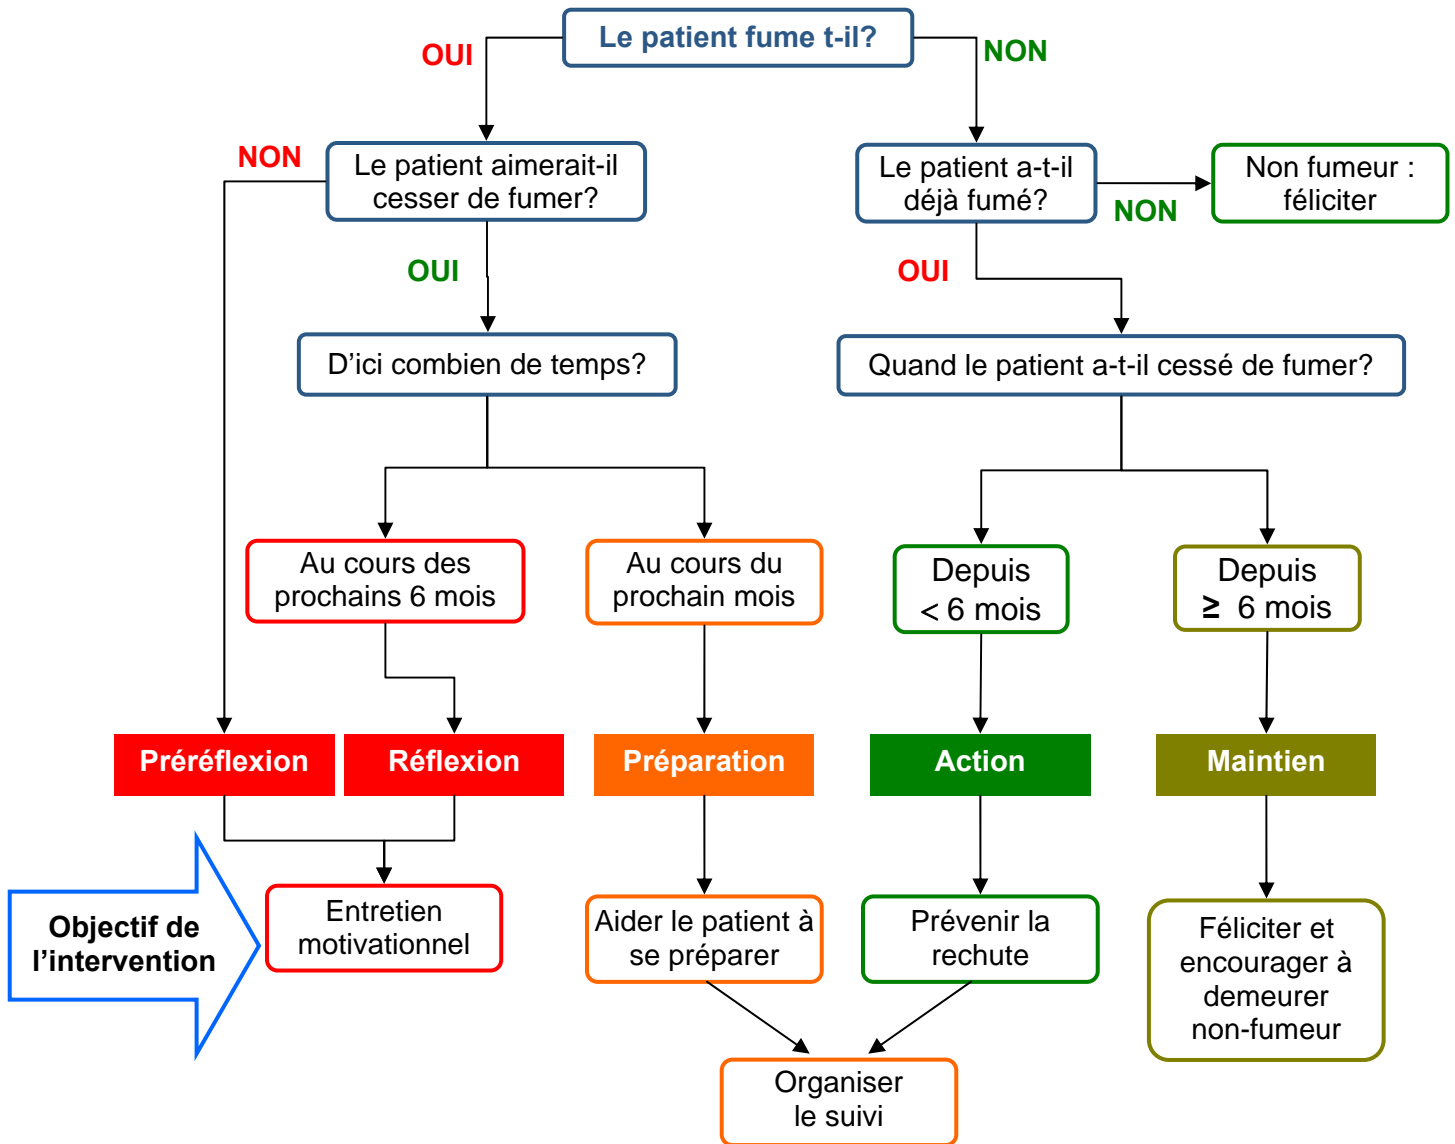 Le patient fume t-il?
OUI
NON
NON
Le patient aimerait-il
cesser de fumer?
Le patient a-t-il
déjà fumé?
NON
Non fumeur :
féliciter
OUI
OUI
D’ici combien de temps?
Quand le patient a-t-il cessé de fumer?
Au cours des
prochains 6 mois
Au cours du
prochain mois
Depuis
< 6 mois
Depuis
≥ 6 mois
Préréflexion
Réflexion
Préparation
Action
Maintien
Objectif de
l’intervention
Entretien
motivationnel
Aider le patient à
se préparer
Prévenir la
rechute
Féliciter et
encourager à
demeurer
non-fumeur
Organiser
le suivi